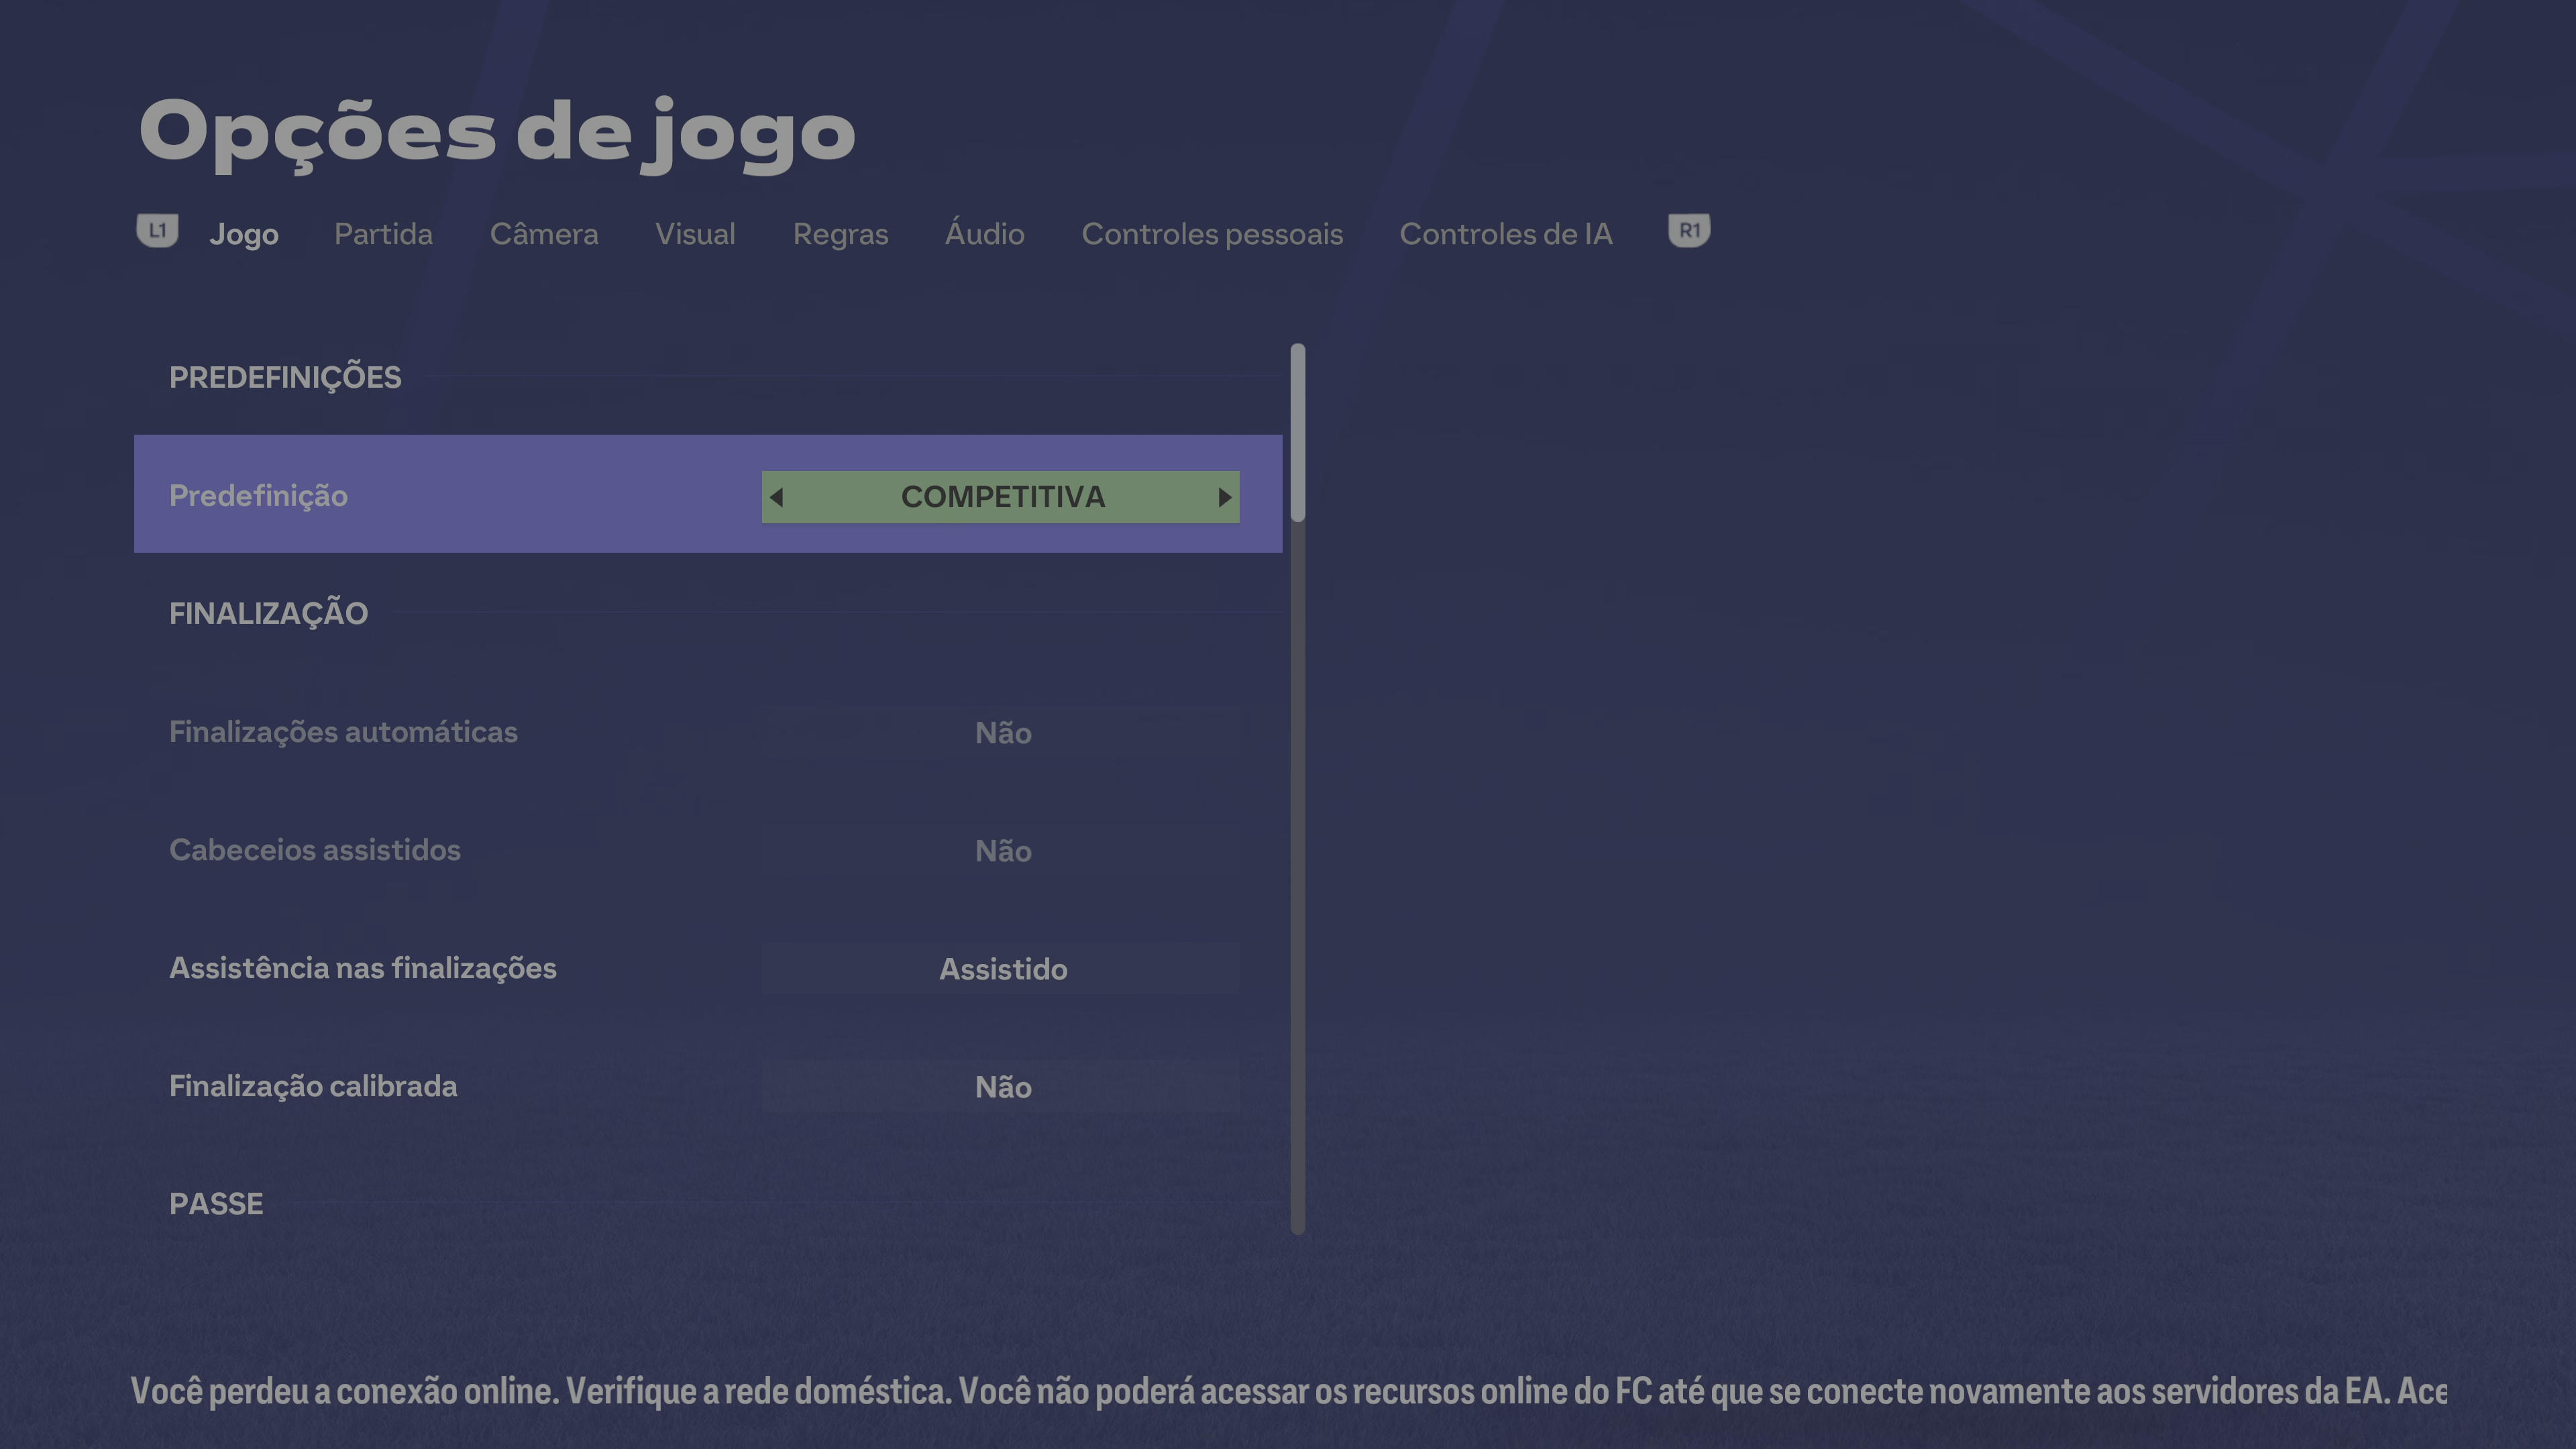 Opções de jogo
L1 Jogo Partida Câmera Visual Regras Áudio Controles pessoais Controles de IA R1
PREDEFINIÇÕES
Predefinição COMPETITIVA
FINALIZAÇÃO
Finalizações automáticas Não
Cabeceios assistidos Não
Assistência nas finalizações Assistido
Finalização calibrada Não
PASSE
Você perdeu a conexão online. Verifique a rede doméstica. Você não poderá acessar os recursos online do FC até que se conecte novamente aos servidores da EA. Ace